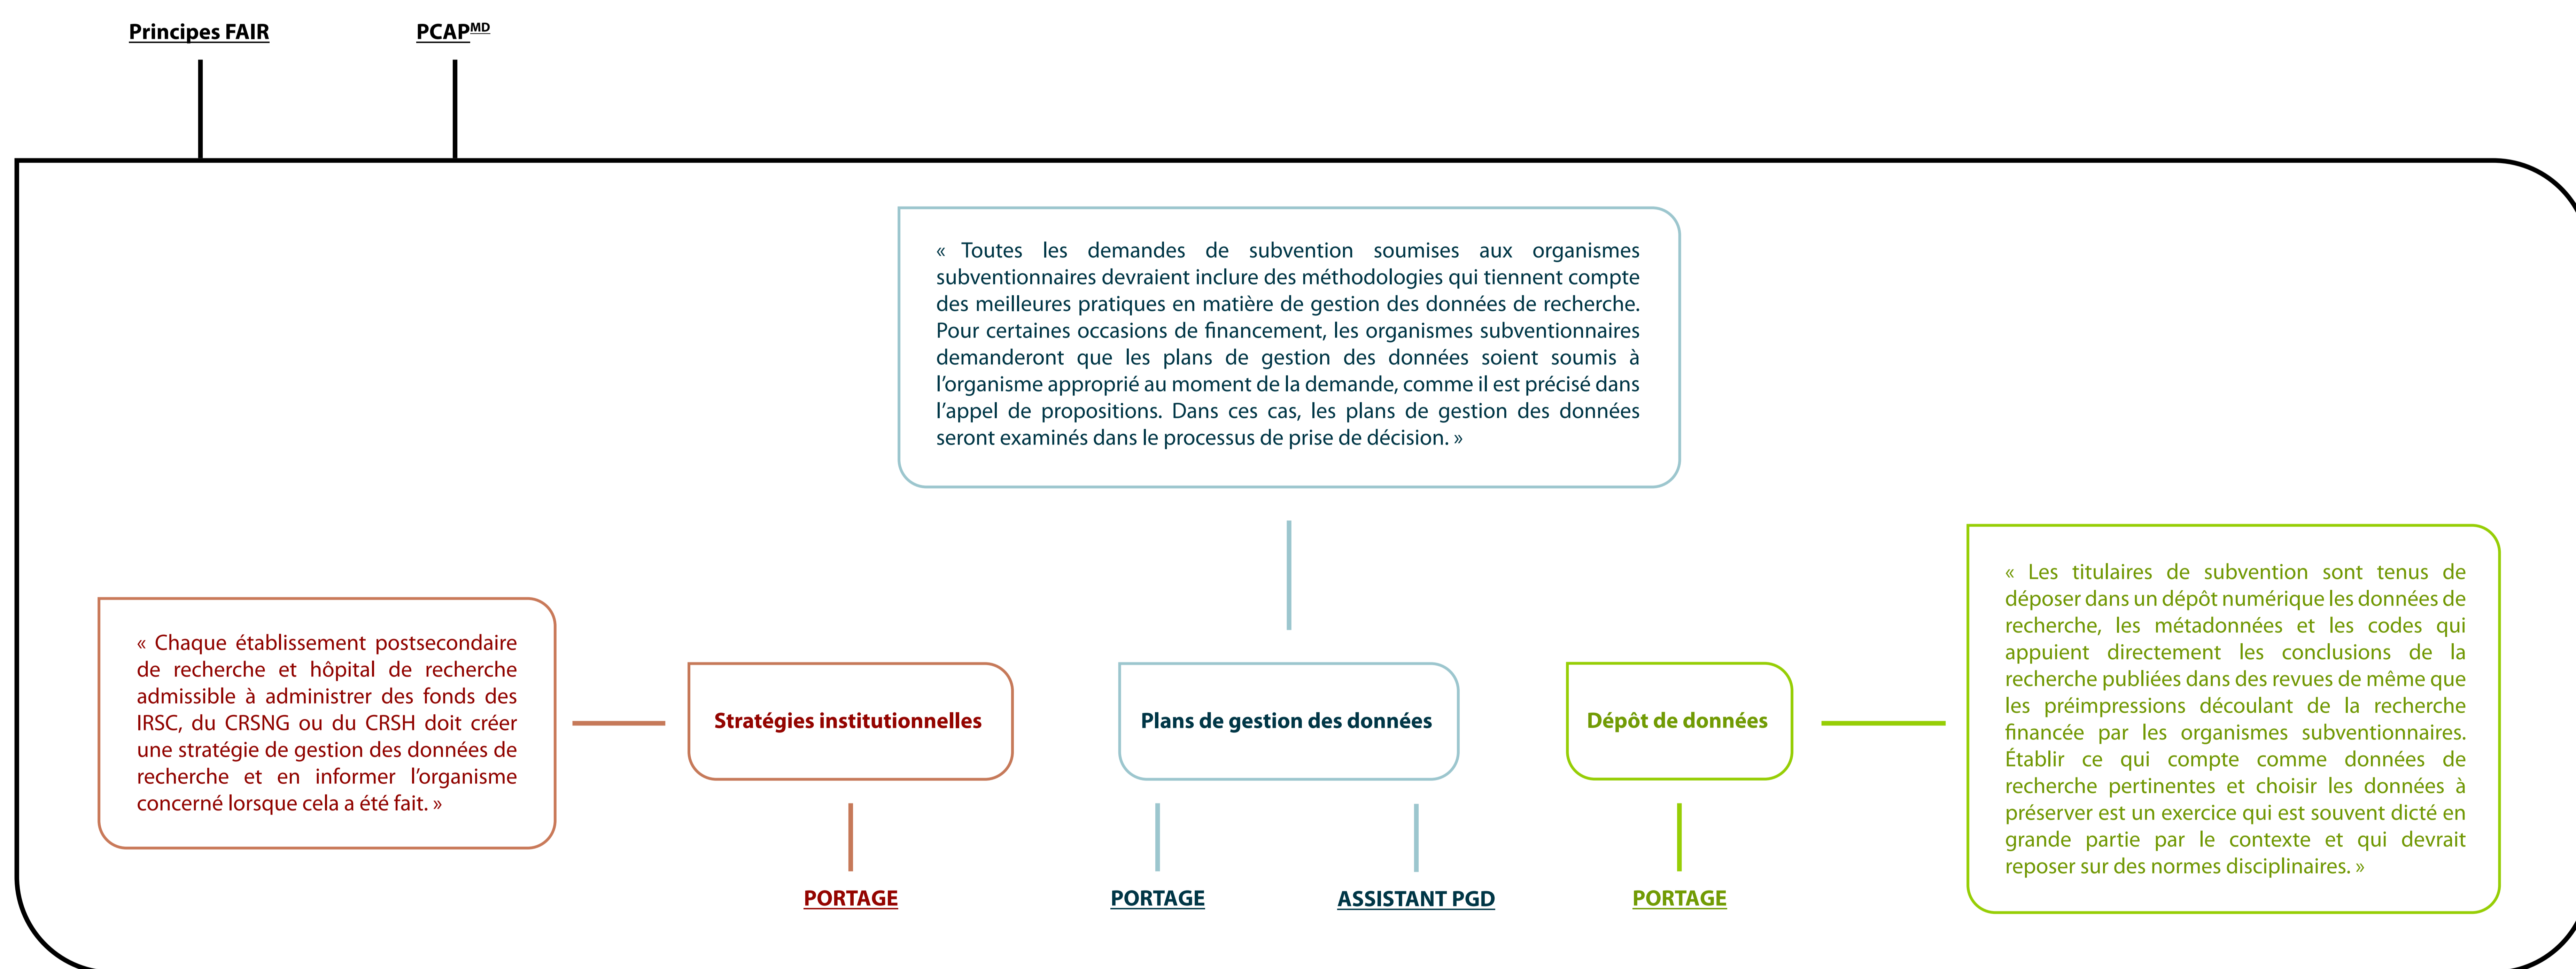 Principes FAIR
PCAPMD
« Toutes les demandes de subvention soumises aux organismes
subventionnaires devraient inclure des méthodologies qui tiennent compte
des meilleures pratiques en matière de gestion des données de recherche.
Pour certaines occasions de financement, les organismes subventionnaires
demanderont que les plans de gestion des données soient soumis à
l’organisme approprié au moment de la demande, comme il est précisé dans
l’appel de propositions. Dans ces cas, les plans de gestion des données
seront examinés dans le processus de prise de décision. »
« Chaque établissement postsecondaire
de recherche et hôpital de recherche
admissible à administrer des fonds des
IRSC, du CRSNG ou du CRSH doit créer
une stratégie de gestion des données de
recherche et en informer l’organisme
concerné lorsque cela a été fait. »
Stratégies institutionnelles
Plans de gestion des données
Dépôt de données
« Les titulaires de subvention sont tenus de
déposer dans un dépôt numérique les données de
recherche, les métadonnées et les codes qui
appuient directement les conclusions de la
recherche publiées dans des revues de même que
les préimpressions découlant de la recherche
financée par les organismes subventionnaires.
Établir ce qui compte comme données de
recherche pertinentes et choisir les données à
préserver est un exercice qui est souvent dicté en
grande partie par le contexte et qui devrait
reposer sur des normes disciplinaires. »
PORTAGE
PORTAGE
ASSISTANT PGD
PORTAGE